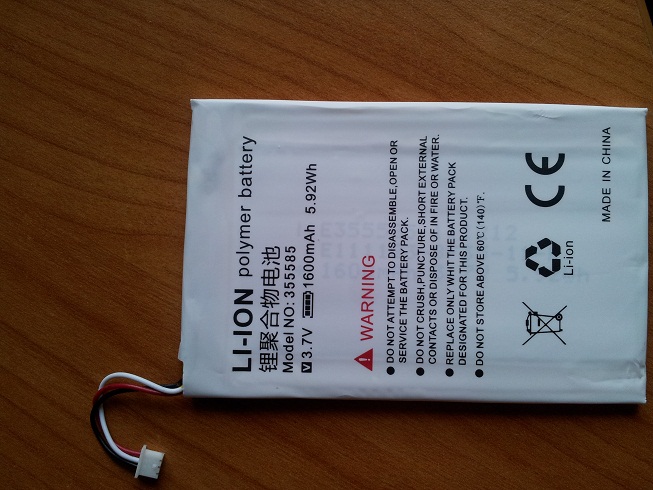 LI-ION polymer battery
锂聚合物电池
Model NO: 355585
V 3.7V 1600mAh 5.92Wh
WARNING
● DO NOT ATTEMPT TO DISASSEMBLE,OPEN OR
SERVICE THE BATTERY PACK.
● DO NOT CRUSH,PUNCTURE,SHORT EXTERNAL
CONTACTS OR DISPOSE OF IN FIRE OR WATER.
● REPLACE ONLY WHIT THE BATTERY PACK
DESIGNATED FOR THIS PRODUCT.
● DO NOT STORE ABOVE 60℃(140)°F.
Li-ion
CE
MADE IN CHINA